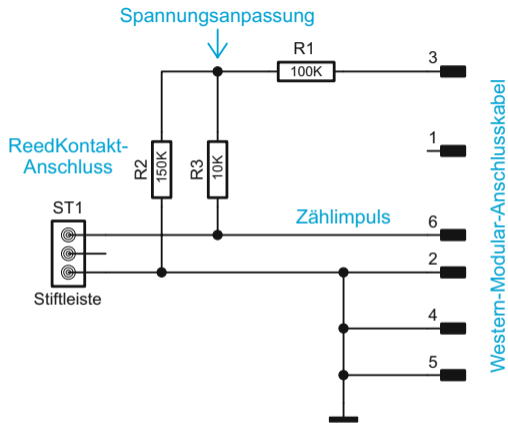 Spannungsanpassung
R1
100K
3
1
ReedKontakt-
Anschluss
R2
150K
R3
10K
ST1
Zählimpuls
6
2
Stiftleiste
4
5
Western-Modular-Anschlusskabel